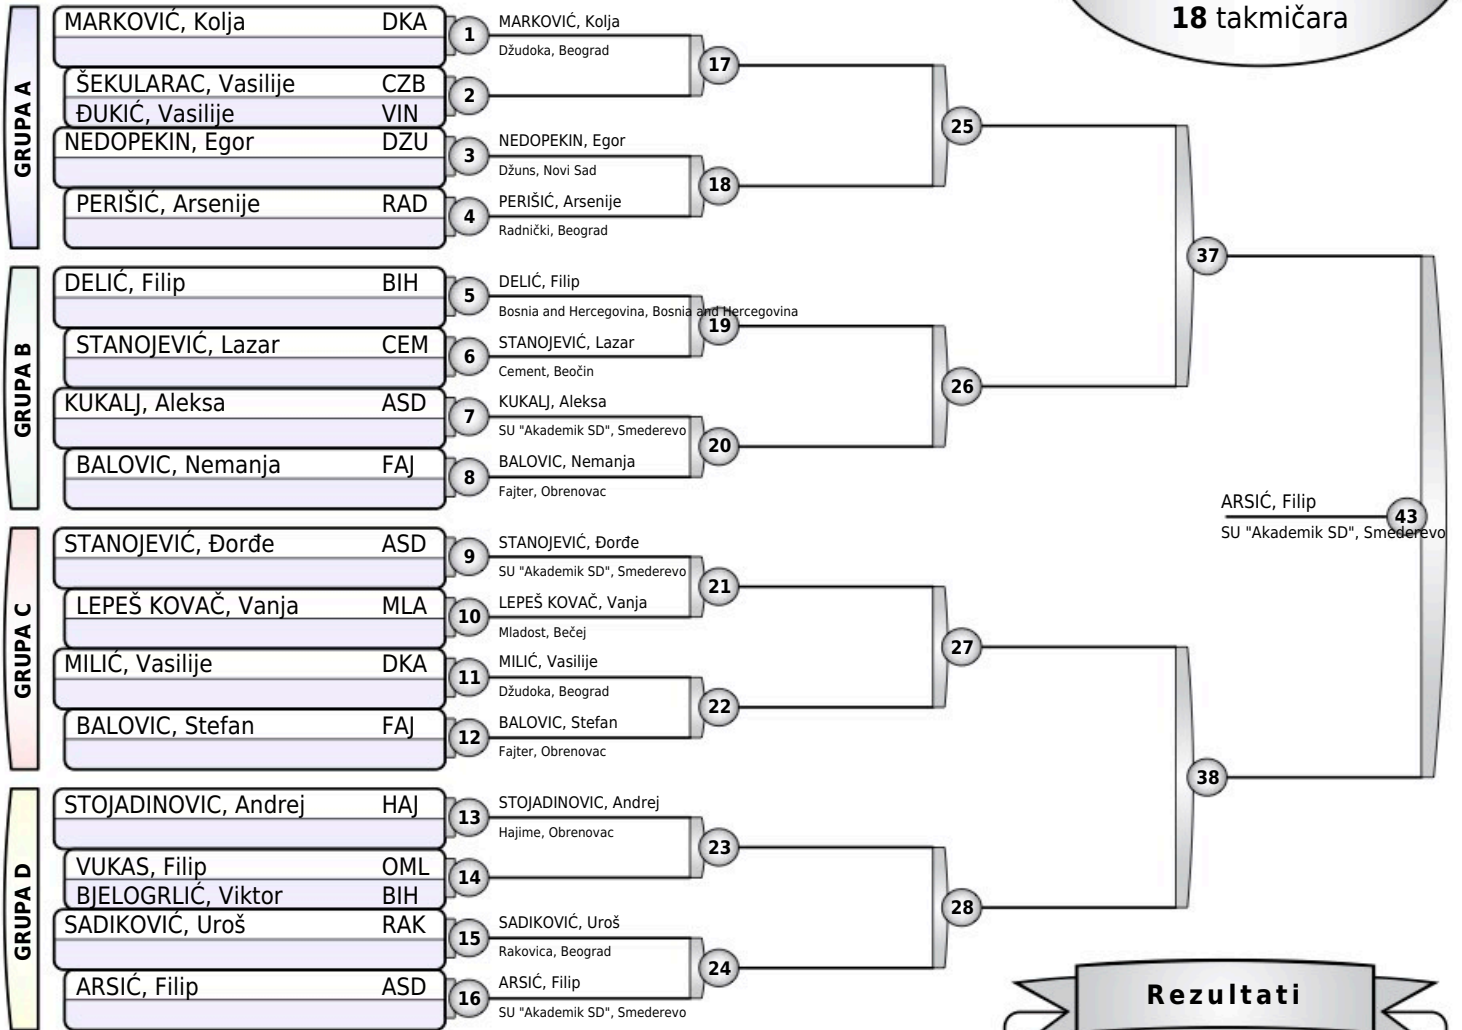 18 takmičara
GRUPA A
MARKOVIĆ, Kolja DKA
ŠEKULARAC, Vasilije CZB
ĐUKIĆ, Vasilije VIN
NEDOPEKIN, Egor DZU
PERIŠIĆ, Arsenije RAD
GRUPA B
DELIĆ, Filip BIH
STANOJEVIĆ, Lazar CEM
KUKALJ, Aleksa ASD
BALOVIC, Nemanja FAJ
GRUPA C
STANOJEVIĆ, Đorđe ASD
LEPEŠ KOVAČ, Vanja MLA
MILIĆ, Vasilije DKA
BALOVIC, Stefan FAJ
GRUPA D
STOJADINOVIC, Andrej HAJ
VUKAS, Filip OML
BJELOGRLIĆ, Viktor BIH
SADIKOVIĆ, Uroš RAK
ARSIĆ, Filip ASD
1
MARKOVIĆ, Kolja
Džudoka, Beograd
2
3
NEDOPEKIN, Egor
Džuns, Novi Sad
4
PERIŠIĆ, Arsenije
Radnički, Beograd
5
DELIĆ, Filip
Bosnia and Hercegovina, Bosnia and Hercegovina
6
STANOJEVIĆ, Lazar
Cement, Beočin
7
KUKALJ, Aleksa
SU "Akademik SD", Smederevo
8
BALOVIC, Nemanja
Fajter, Obrenovac
9
STANOJEVIĆ, Đorđe
SU "Akademik SD", Smederevo
10
LEPEŠ KOVAČ, Vanja
Mladost, Bečej
11
MILIĆ, Vasilije
Džudoka, Beograd
12
BALOVIC, Stefan
Fajter, Obrenovac
13
STOJADINOVIC, Andrej
Hajime, Obrenovac
14
15
SADIKOVIĆ, Uroš
Rakovica, Beograd
16
ARSIĆ, Filip
SU "Akademik SD", Smederevo
17
18
19
20
21
22
23
24
25
26
27
28
37
38
ARSIĆ, Filip
43
SU "Akademik SD", Smederevo
Rezultati